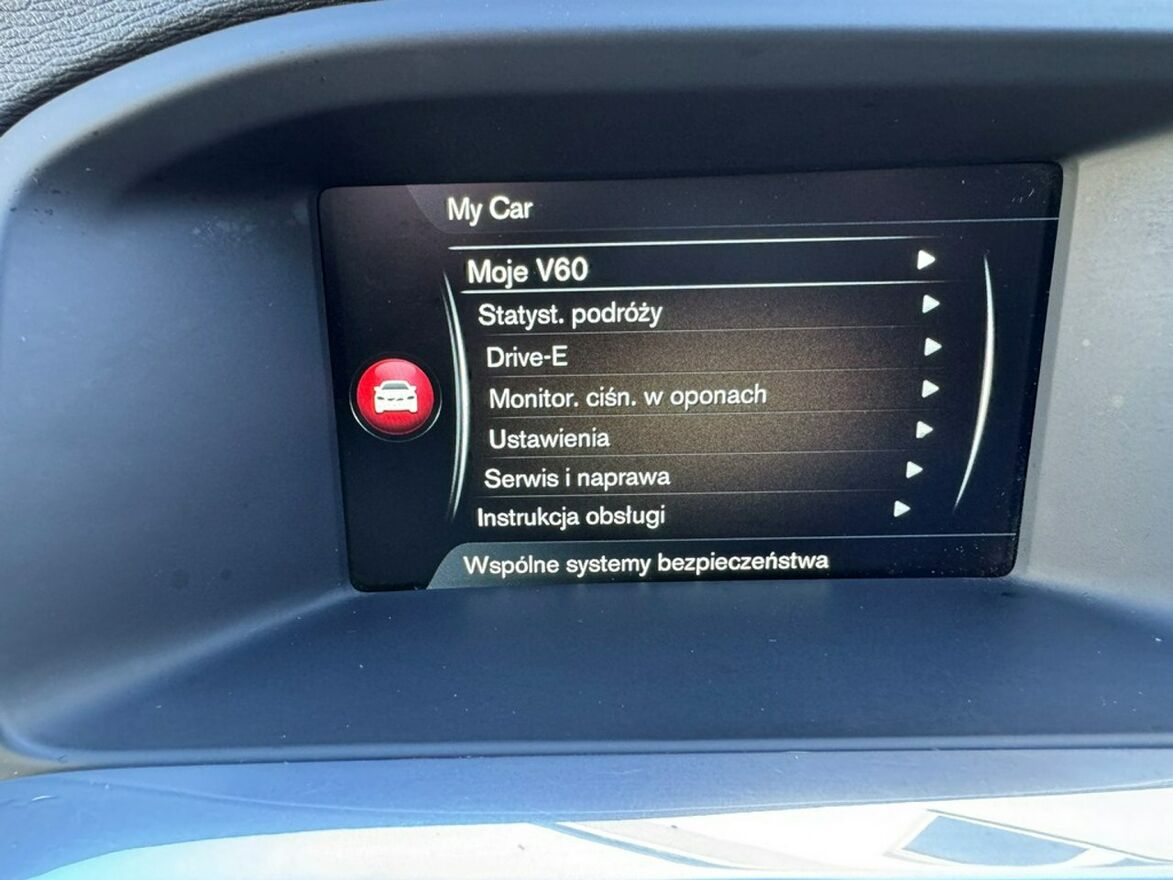 My Car
Moje V60
Statyst. podróży
Drive-E
Monitor. ciśn. w oponach
Ustawienia
Serwis i naprawa
Instrukcja obsługi
Wspólne systemy bezpieczeństwa